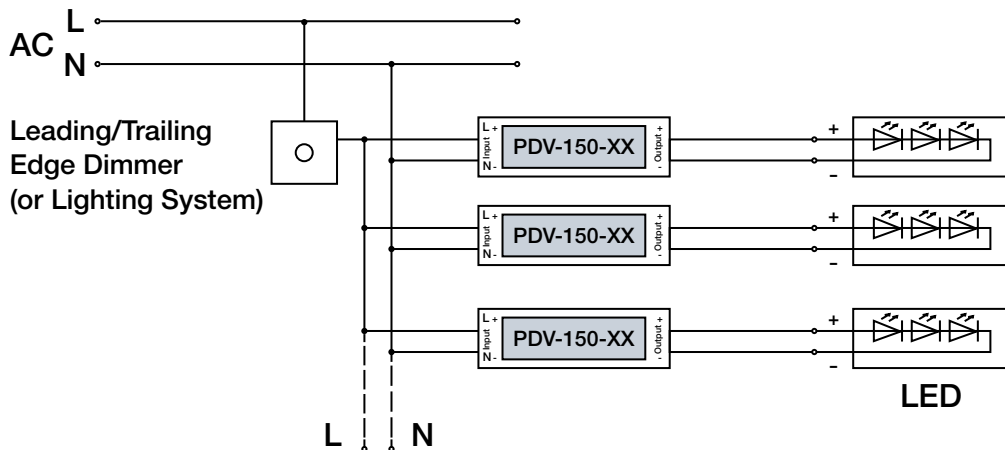 AC
L
N
Leading/Trailing
Edge Dimmer
(or Lighting System)
L +
Input
N -
PDV-150-XX
- Output +
+
–
L +
Input
N -
PDV-150-XX
- Output +
+
–
L +
Input
N -
PDV-150-XX
- Output +
+
–
LED
L N